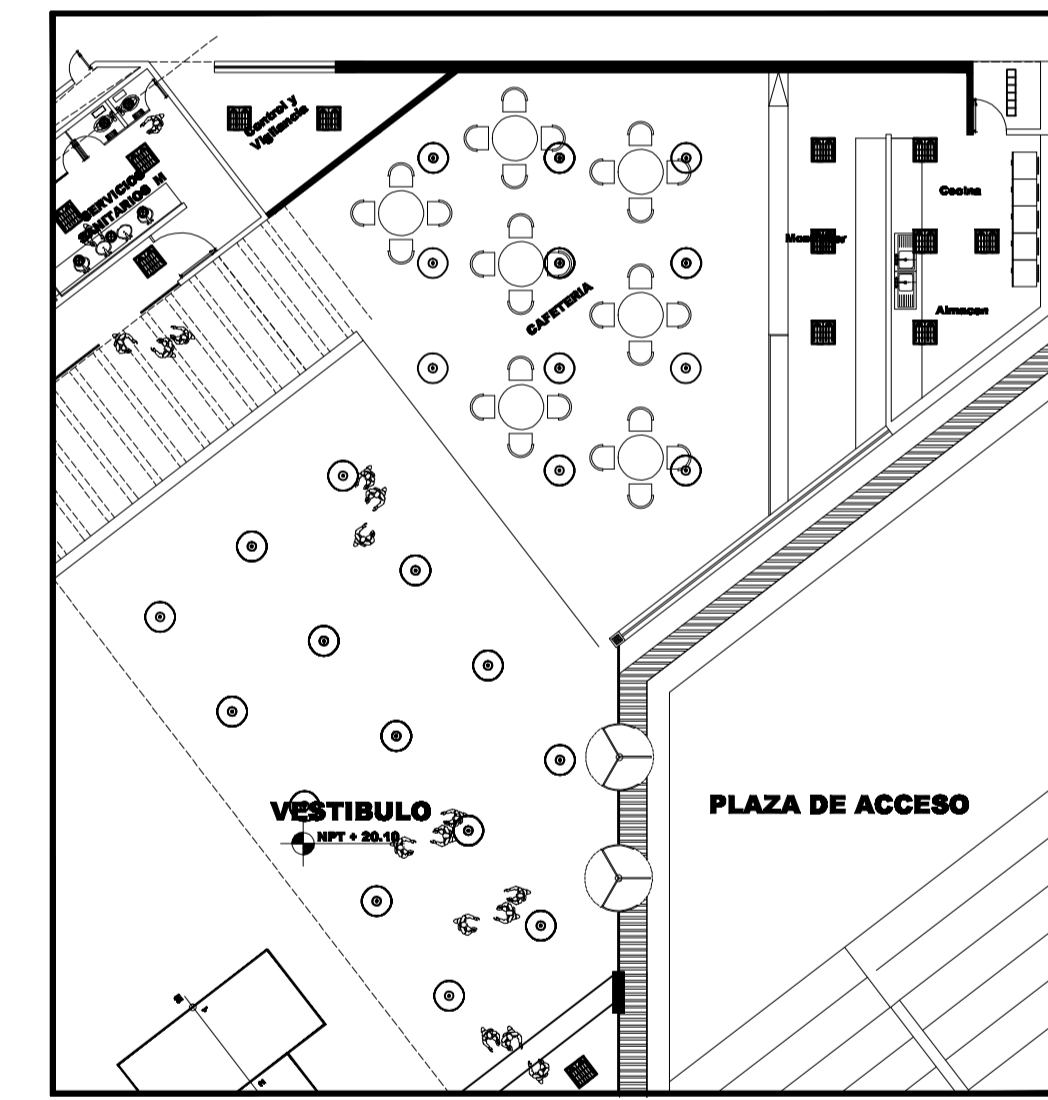 Control y
Vigilancia
SERVICIOS
SANITARIOS M
Cocina
CAFETERIA
Almacen
VESTIBULO
NPT + 20.10
PLAZA DE ACCESO